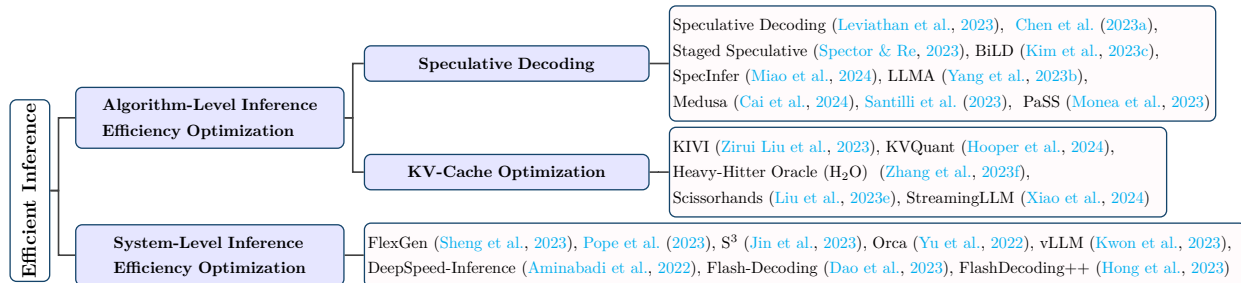 Efficient Inference
Algorithm-Level Inference
Efficiency Optimization
Speculative Decoding
Speculative Decoding (Leviathan et al., 2023), Chen et al. (2023a),
Staged Speculative (Spector & Re, 2023), BiLD (Kim et al., 2023c),
SpecInfer (Miao et al., 2024), LLMA (Yang et al., 2023b),
Medusa (Cai et al., 2024), Santilli et al. (2023), PaSS (Monea et al., 2023)
KV-Cache Optimization
KIVI (Zirui Liu et al., 2023), KVQuant (Hooper et al., 2024),
Heavy-Hitter Oracle (H₂O) (Zhang et al., 2023f),
Scissorhands (Liu et al., 2023e), StreamingLLM (Xiao et al., 2024)
System-Level Inference
Efficiency Optimization
FlexGen (Sheng et al., 2023), Pope et al. (2023), S³ (Jin et al., 2023), Orca (Yu et al., 2022), vLLM (Kwon et al., 2023),
DeepSpeed-Inference (Aminabadi et al., 2022), Flash-Decoding (Dao et al., 2023), FlashDecoding++ (Hong et al., 2023)